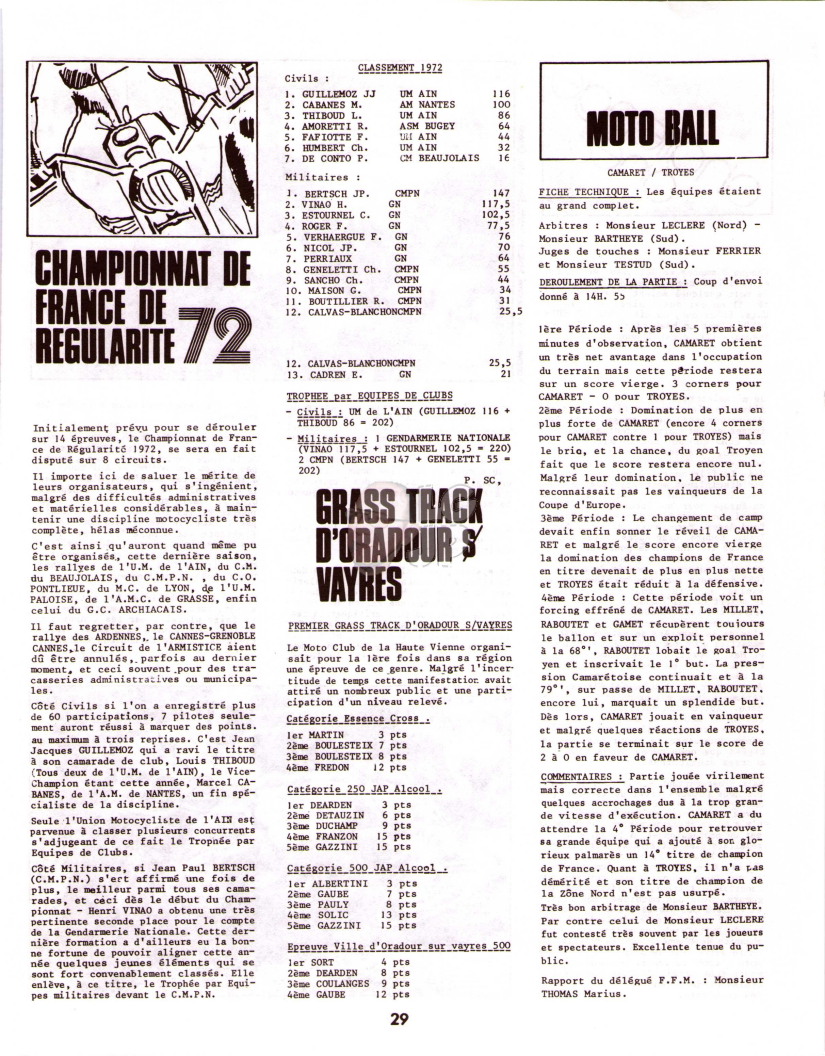 CHAMPIONNAT DE
FRANCE DE
REGULARITE 72
Initialement prévu pour se dérouler
sur 14 épreuves, le Championnat de Fran-
ce de Régularité 1972, se sera en fait
disputé sur 8 circuits.
Il importe ici de saluer le mérite de
leurs organisateurs, qui s'ingénient,
malgré des difficultés administratives
et matérielles considérables, à main-
tenir une discipline motocycliste très
complète, hélas méconnue.
C'est ainsi qu'auront quand même pu
être organisés, cette dernière saison,
les rallyes de l'U.M. de l'AIN, du C.M.
du BEAUJOLAIS, du C.M.P.N. , du C.O.
PONTLIEUE, du M.C. de LYON, de l'U.M.
PALOISE, de l'A.M.C. de GRASSE, enfin
celui du G.C. ARCHIACAIS.
Il faut regretter, par contre, que le
rallye des ARDENNES, le CANNES-GRENOBLE
CANNES,le Circuit de l'ARMISTICE aient
dû être annulés, parfois au dernier
moment, et ceci souvent pour des tra-
casseries administratives ou municipa-
les.
Côté Civils si l'on a enregistré plus
de 60 participations, 7 pilotes seule-
ment auront réussi à marquer des points.
au maximum à trois reprises. C'est Jean
Jacques GUILLEMOZ qui a ravi le titre
à son camarade de club, Louis THIBOUD
(Tous deux de l'U.M. de l'AIN), le Vice-
Champion étant cette année, Marcel CA-
BANES, de l'A.M. de NANTES, un fin spé-
cialiste de la discipline.
Seule l'Union Motocycliste de l'AIN est
parvenue à classer plusieurs concurrents
s'adjugeant de ce fait le Tropnée par
Equipes de Clubs.
Côté Militaires, si Jean Paul BERTSCH
(C.M.P.N.) s'est affirmé une fois de
plus, le meilleur parmi tous ses cama-
rades, et céci dès le début du Cham-
pionnat - Henri VINAO a obtenu une très
pertinente seconde place pour le compte
de la Gendarmerie Nationale. Cette der-
nière formation a d'ailleurs eu la bon-
ne fortune de pouvoir aligner cette an-
née quelques jeunes éléments qui se
sont fort convenablement classés. Elle
enlève, à ce titre, le Trophée par Equi-
pes militaires devant le C.M.P.N.
CLASSEMENT 1972
Civils :
1. GUILLEMOZ JJ UM AIN 116
2. CABANES M. AM NANTES 100
3. THIBOUD L. UM AIN 86
4. AMORETTI R. ASM BUGEY 64
5. FAFIOTTE F. UM AIN 44
6. HUMBERT Ch. UM AIN 32
7. DE CONTO P. CM BEAUJOLAIS 16
Militaires :
1. BERTSCH JP. CMPN 147
2. VINAO H. GN 117,5
3. ESTOURNEL C. GN 102,5
4. ROGER F. GN 77,5
5. VERHAERGUE F. GN 76
6. NICOL JP. GN 70
7. PERRIAUX GN 64
8. GENELETTI Ch. CMPN 55
9. SANCHO Ch. CMPN 44
10. MAISON G. CMPN 34
11. BOUTILLIER R. CMPN 31
12. CALVAS-BLANCHONCMPN 25,5
12. CALVAS-BLANCHONCMPN 25,5
13. CADREN E. GN 21
TROPHEE par EQUIPES DE CLUBS
- Civils : UM de L'AIN (GUILLEMOZ 116 +
THIBOUD 86 = 202)
- Militaires : 1 GENDARMERIE NATIONALE
(VINAO 117,5 + ESTOURNEL 102,5 = 220)
2 CMPN (BERTSCH 147 + GENELETTI 55 =
202)
P. SC,
GRASS TRACK
D'ORADOUR S/
VAYRES
PREMIER GRASS TRACK D'ORADOUR S/VAYRES
Le Moto Club de la Haute Vienne organi-
sait pour la 1ère fois dans sa région
une épreuve de ce genre. Malgré l'incer-
titude de temps cette manifestation avait
attiré un nombreux public et une parti-
cipation d'un niveau relevé.
Catégorie Essence Cross .
1er MARTIN 3 pts
2ème BOULESTEIX 7 pts
3ème BOULESTEIX 8 pts
4ème FREDON 12 pts
Catégorie 250 JAP Alcool .
1er DEARDEN 3 pts
2ème DETAUZIN 6 pts
3ème DUCHAMP 9 pts
4ème FRANZON 15 pts
5ème GAZZINI 15 pts
Catégorie 500 JAP Alcool .
1er ALBERTINI 3 pts
2ème GAUBE 7 pts
3ème PAULY 8 pts
4ème SOLIC 13 pts
5ème GAZZINI 15 pts
Epreuve Ville d'Oradour sur vayres 500
1er SORT 4 pts
2ème DEARDEN 8 pts
3ème COULANGES 9 pts
4ème GAUBE 12 pts
MOTO BALL
CAMARET / TROYES
FICHE TECHNIQUE : Les équipes étaient
au grand complet.
Arbitres : Monsieur LECLERE (Nord) -
Monsieur BARTHEYE (Sud).
Juges de touches : Monsieur FERRIER
et Monsieur TESTUD (Sud).
DEROULEMENT DE LA PARTIE : Coup d'envoi
donné à 14H. 55
1ère Période : Après les 5 premières
minutes d'observation, CAMARET obtient
un très net avantage dans l'occupation
du terrain mais cette période restera
sur un score vierge. 3 corners pour
CAMARET - 0 pour TROYES.
2ème Période : Domination de plus en
plus forte de CAMARET (encore 4 corners
pour CAMARET contre 1 pour TROYES) mais
le brio, et la chance, du goal Troyen
fait que le score restera encore nul.
Malgré leur domination, le public ne
reconnaissait pas les vainqueurs de la
Coupe d'Europe.
3ème Période : Le changement de camp
devait enfin sonner le réveil de CAMA-
RET et malgré le score encore vierge
la domination des champions de France
en titre devenait de plus en plus nette
et TROYES était réduit à la défensive.
4ème Période : Cette période voit un
forcing effréné de CAMARET. Les MILLET,
RABOUTET et GAMET récupèrent toujours
le ballon et sur un exploit personnel
à la 68°', RABOUTET lobait le goal Tro-
yen et inscrivait le 1° but. La pres-
sion Camarétoise continuait et à la
79°', sur passe de MILLET, RABOUTET,
encore lui, marquait un splendide but.
Dès lors, CAMARET jouait en vainqueur
et malgré quelques réactions de TROYES,
la partie se terminait sur le score de
2 à 0 en faveur de CAMARET.
COMMENTAIRES : Partie jouée virilement
mais correcte dans l'ensemble malgré
quelques accrochages dus à la trop gran-
de vitesse d'exécution. CAMARET a du
attendre la 4° Période pour retrouver
sa grande équipe qui a ajouté à son glo-
rieux palmarès un 14° titre de champion
de France. Quant à TROYES, il n'a pas
démérité et son titre de champion de
la Zône Nord n'est pas usurpé.
Très bon arbitrage de Monsieur BARTHEYE.
Par contre celui de Monsieur LECLERE
fut contesté très souvent par les joueurs
et spectateurs. Excellente tenue du pu-
blic.
Rapport du délégué F.F.M. : Monsieur
THOMAS Marius.
29